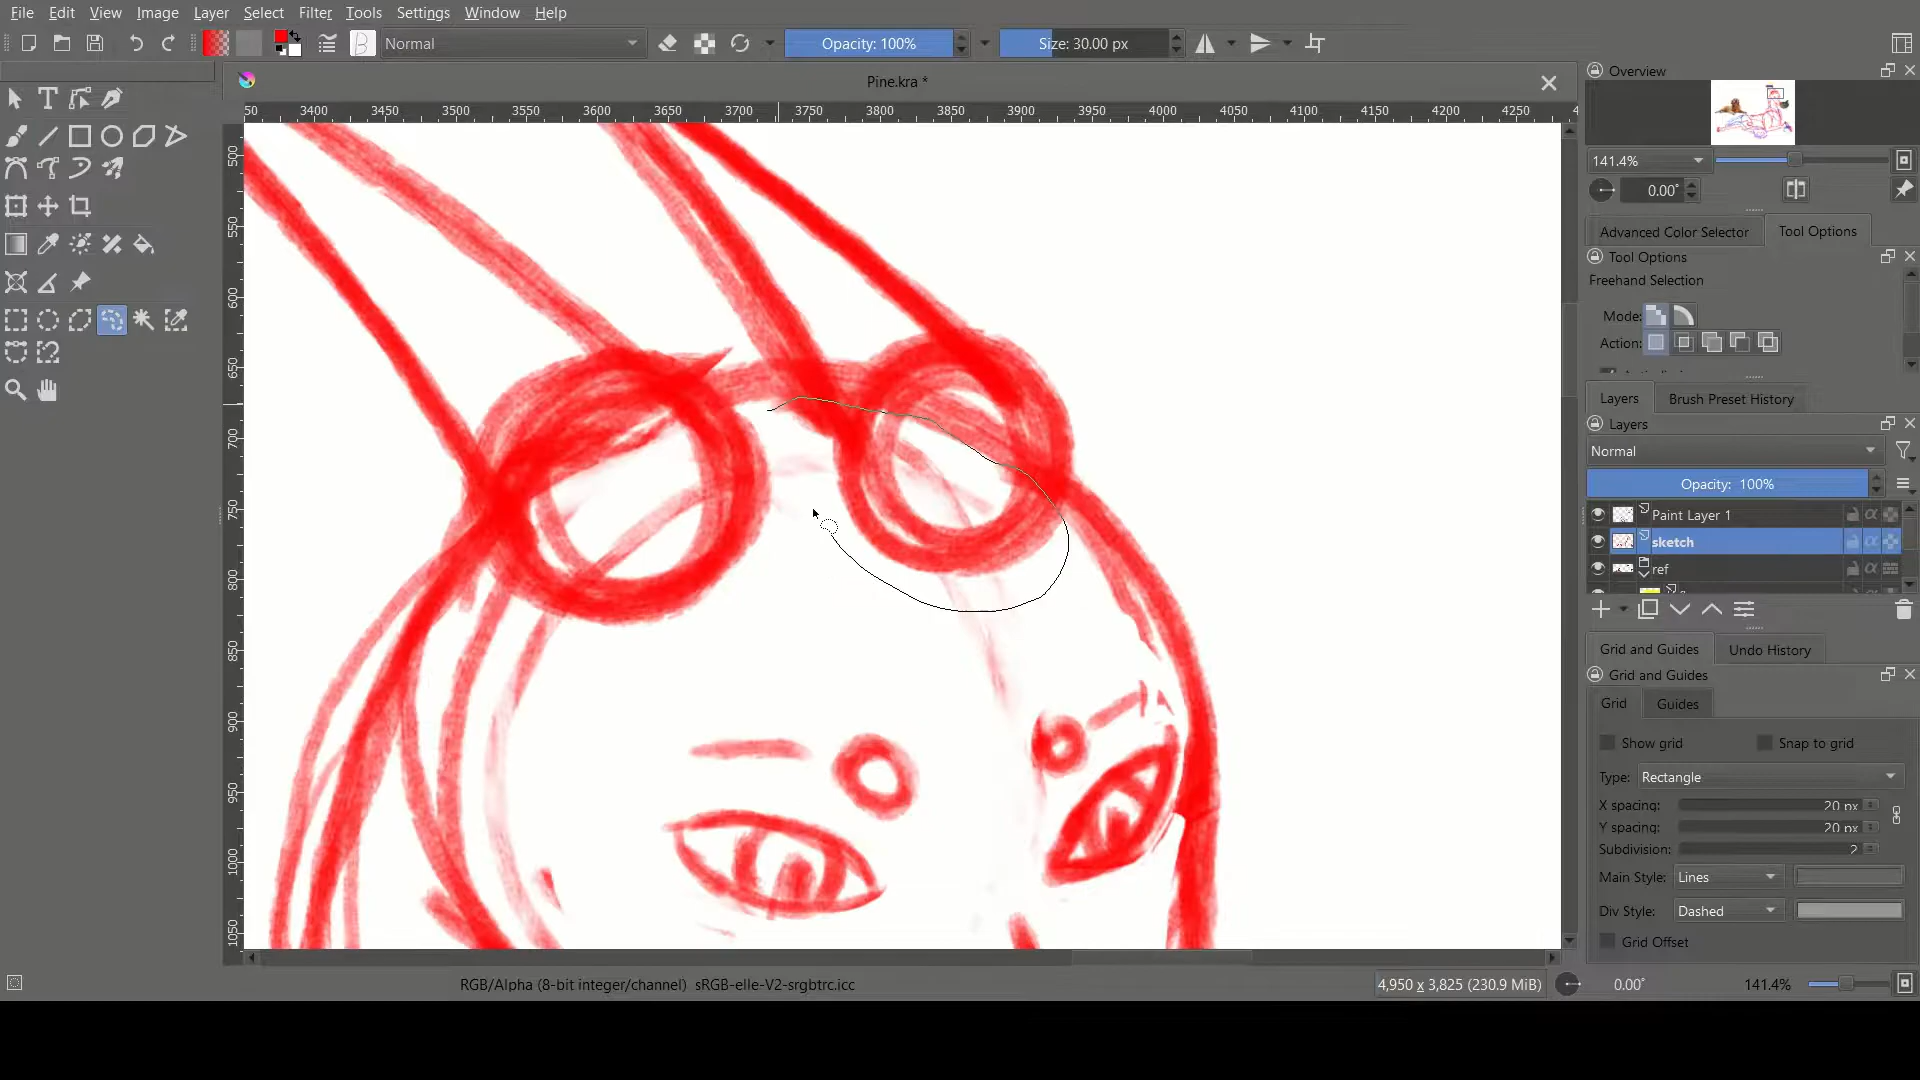 File Edit View Image Layer Select Filter Tools Settings Window Help
Normal Opacity: 100% Size: 30.00 px
Pine.kra *
50 3400 3450 3500 3550 3600 3650 3700 3750 3800 3850 3900 3950 4000 4050 4100 4150 4200 4250 4
500
550
600
650
700
750
800
850
900
950
1000
1050
Overview
141.4%
0.00°
Advanced Color Selector Tool Options
Tool Options
Freehand Selection
Mode:
Action:
Layers Brush Preset History
Layers
Normal
Opacity: 100%
Paint Layer 1
sketch
ref
Grid and Guides Undo History
Grid and Guides
Grid Guides
Show grid Snap to grid
Type: Rectangle
X spacing: 20 px
Y spacing: 20 px
Subdivision: 2
Main Style: Lines
Div Style: Dashed
Grid Offset
RGB/Alpha (8-bit integer/channel) sRGB-elle-V2-srgbtrc.icc
4,950 x 3,825 (230.9 MiB) 0.00° 141.4%